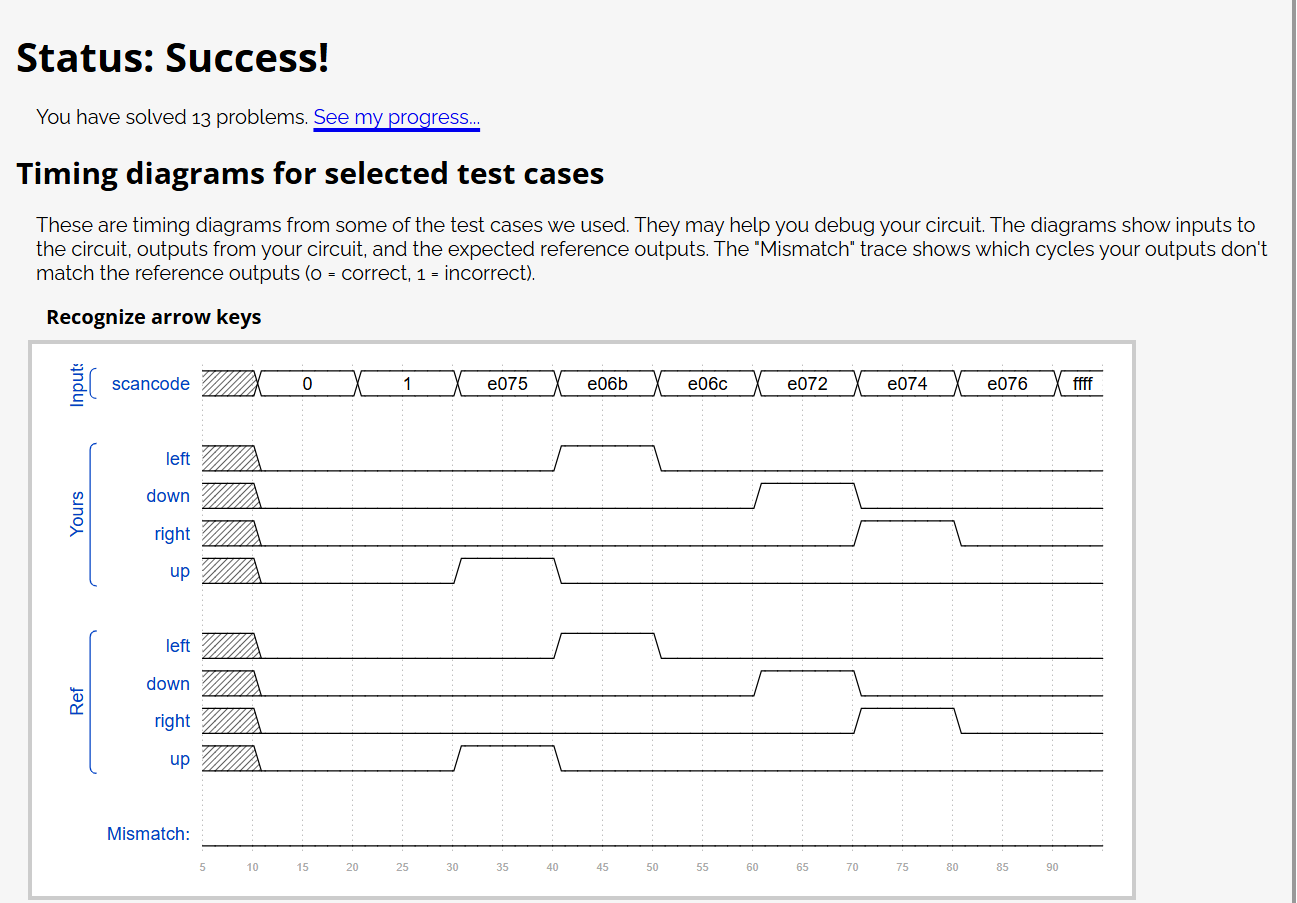 Status: Success!
You have solved 13 problems. See my progress...
Timing diagrams for selected test cases
These are timing diagrams from some of the test cases we used. They may help you debug your circuit. The diagrams show inputs to
the circuit, outputs from your circuit, and the expected reference outputs. The "Mismatch" trace shows which cycles your outputs don't
match the reference outputs (0 = correct, 1 = incorrect).
Recognize arrow keys
Inputs
scancode 0 1 e075 e06b e06c e072 e074 e076 ffff
Yours
left
down
right
up
Ref
left
down
right
up
Mismatch:
5 10 15 20 25 30 35 40 45 50 55 60 65 70 75 80 85 90